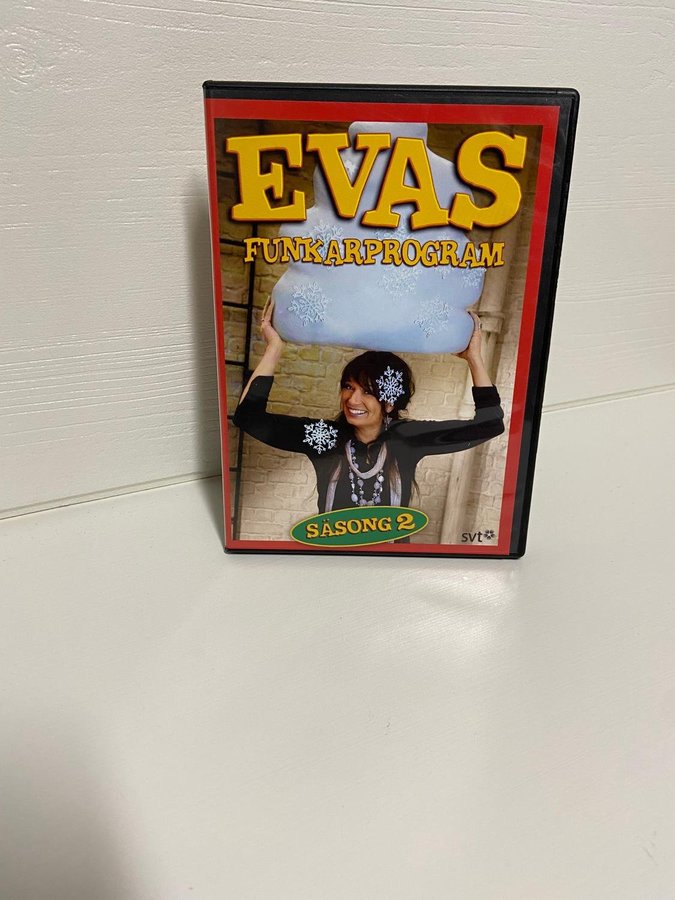 EVAS
FUNKARPROGRAM
SÄSONG 2
svt